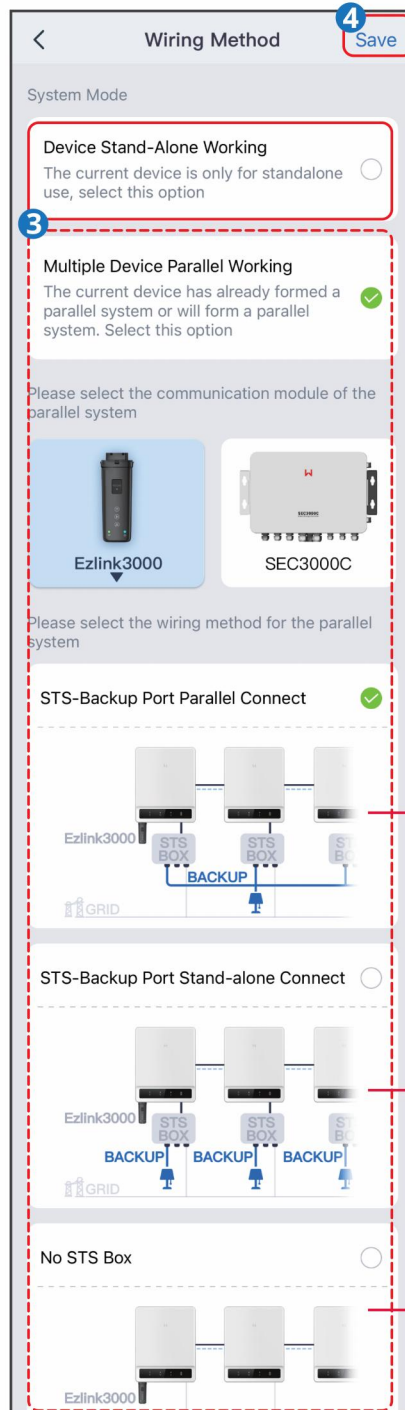 4
Wiring Method
Save
System Mode
Device Stand-Alone Working
The current device is only for standalone
use, select this option
3
Multiple Device Parallel Working
The current device has already formed a
parallel system or will form a parallel
system. Select this option
Please select the communication module of the
parallel system
SEC3000C
Ezlink3000
SEC3000C
Please select the wiring method for the parallel
system
STS-Backup Port Parallel Connect
Ezlink3000
STS
BOX
STS
BOX
ST
B
BACKUP
GRID
STS-Backup Port Stand-alone Connect
Ezlink3000
STS
BOX
STS
BOX
ST
BO
BACKUP
BACKUP
BACKUP
GRID
No STS Box
Ezlink3000